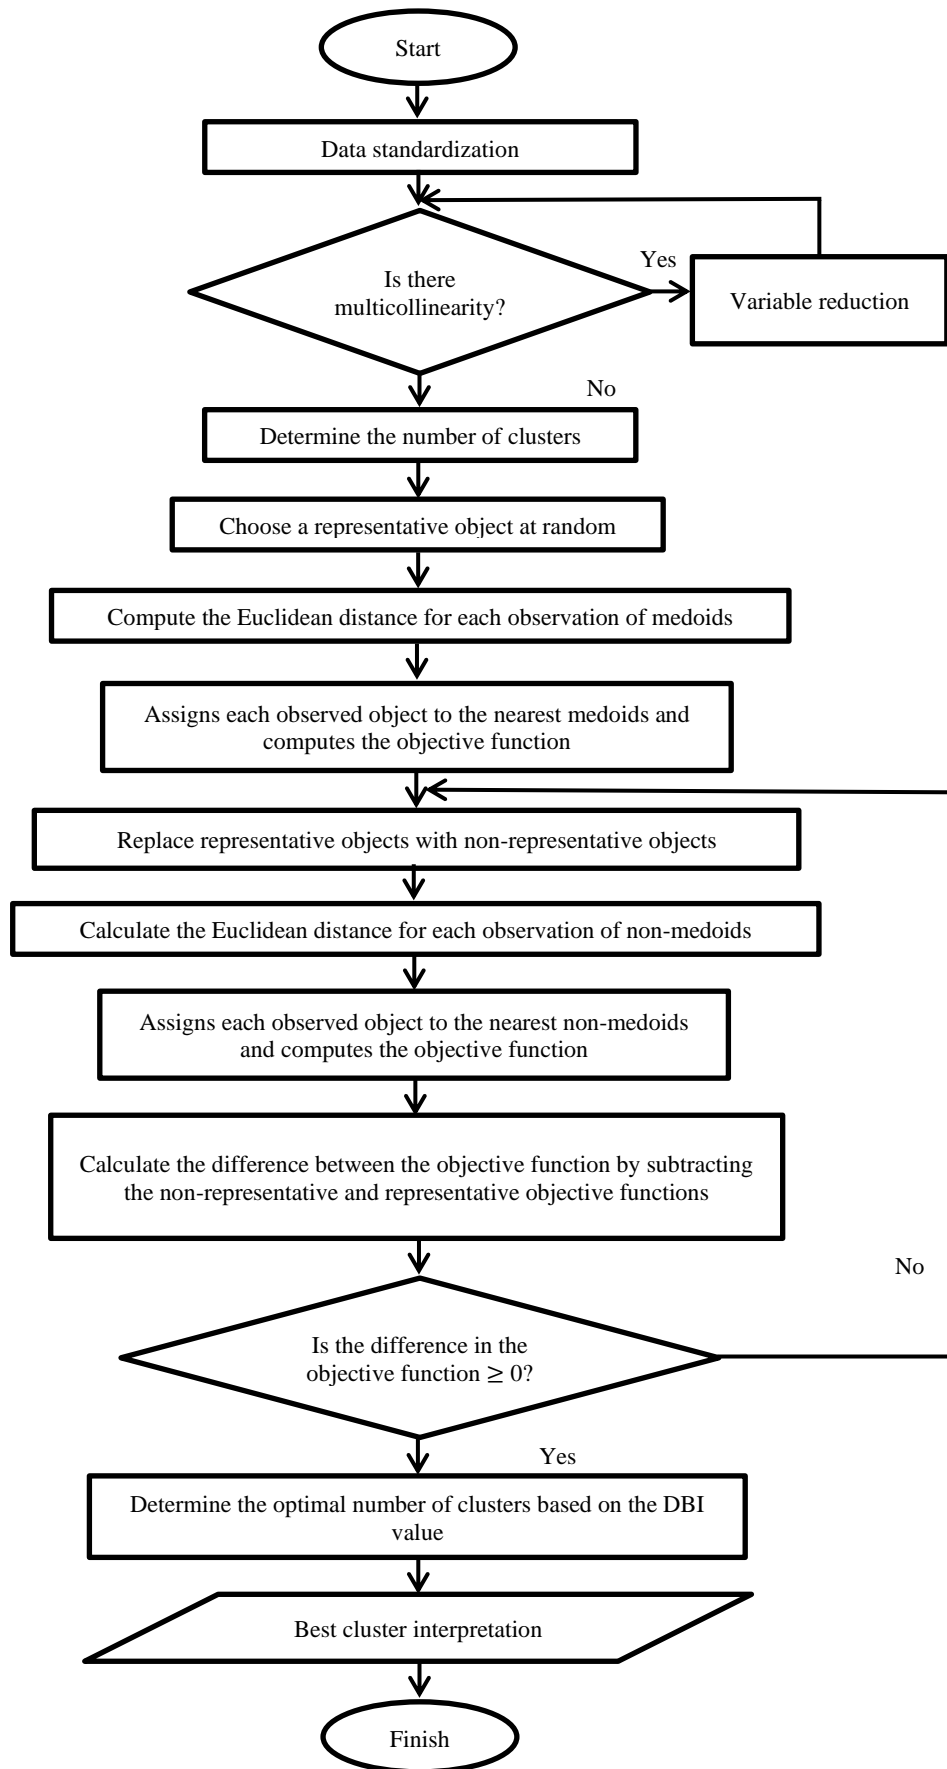 Start
Data standardization
Is there
multicollinearity?
Yes
Variable reduction
No
Determine the number of clusters
Choose a representative object at random
Compute the Euclidean distance for each observation of medoids
Assigns each observed object to the nearest medoids and
computes the objective function
Replace representative objects with non-representative objects
Calculate the Euclidean distance for each observation of non-medoids
Assigns each observed object to the nearest non-medoids
and computes the objective function
Calculate the difference between the objective function by subtracting
the non-representative and representative objective functions
No
Is the difference in the
objective function ≥ 0?
Yes
Determine the optimal number of clusters based on the DBI
value
Best cluster interpretation
Finish